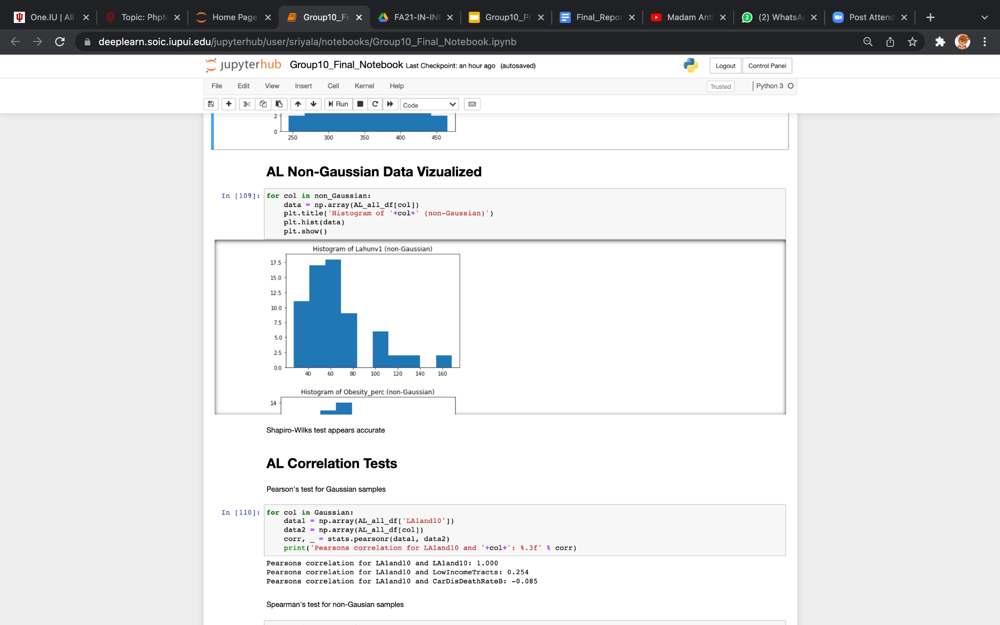 One.IU | All
Topic: PhpM
Home Page
Group10_Fi
FA21-IN-INF
Group10_Pr
Final_Repor
Madam Ant
(2) WhatsA
Post Attend
deeplearn.soic.iupui.edu/jupyterhub/user/sriyala/notebooks/Group10_Final_Notebook.ipynb
jupyterhub Group10_Final_Notebook Last Checkpoint: an hour ago (autosaved)
Logout Control Panel
File Edit View Insert Cell Kernel Help
Trusted Python 3
Run Code
2
0
250 300 350 400 450
AL Non-Gaussian Data Vizualized
In [109]: for col in non_Gaussian:
data = np.array(AL_all_df[col])
plt.title('Histogram of '+col+' (non-Gaussian)')
plt.hist(data)
plt.show()
Histogram of Lahunv1 (non-Gaussian)
17.5
15.0
12.5
10.0
7.5
5.0
2.5
0.0
40 60 80 100 120 140 160
Histogram of Obesity_perc (non-Gaussian)
14
Shapiro-Wilks test appears accurate
AL Correlation Tests
Pearson's test for Gaussian samples
In [110]: for col in Gaussian:
data1 = np.array(AL_all_df['LA1and10'])
data2 = np.array(AL_all_df[col])
corr, _ = stats.pearsonr(data1, data2)
print('Pearsons correlation for LA1and10 and '+col+': %.3f' % corr)
Pearsons correlation for LA1and10 and LA1and10: 1.000
Pearsons correlation for LA1and10 and LowIncomeTracts: 0.254
Pearsons correlation for LA1and10 and CarDisDeathRateB: -0.085
Spearman's test for non-Gausian samples